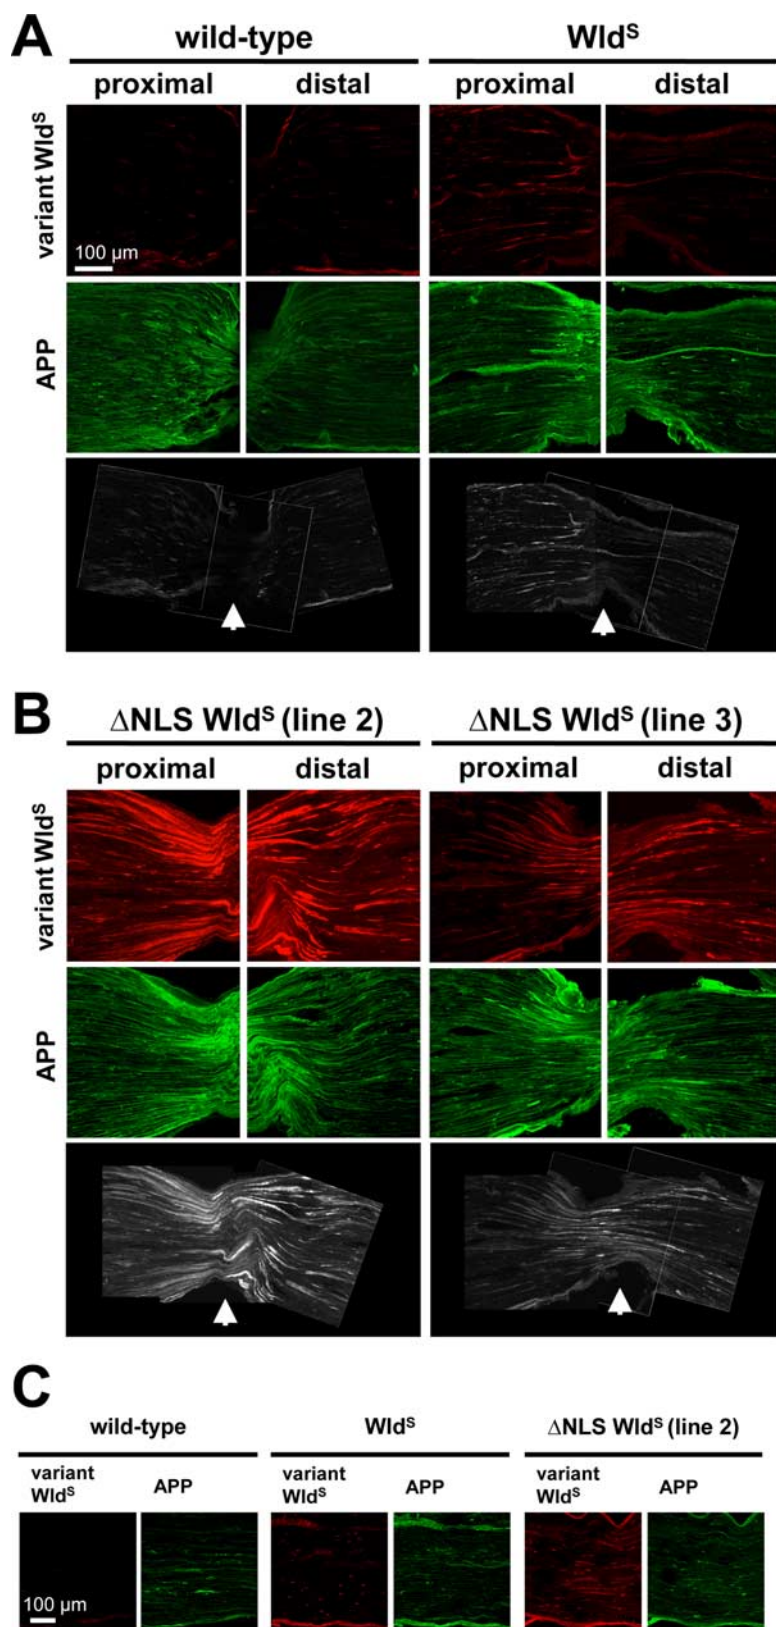 A
wild-type Wldˢ
proximal distal proximal distal
variant Wldˢ
100 µm
APP
B
ΔNLS Wldˢ (line 2) ΔNLS Wldˢ (line 3)
proximal distal proximal distal
variant Wldˢ
APP
C
wild-type Wldˢ ΔNLS Wldˢ (line 2)
variant Wldˢ APP variant Wldˢ APP variant Wldˢ APP
100 µm